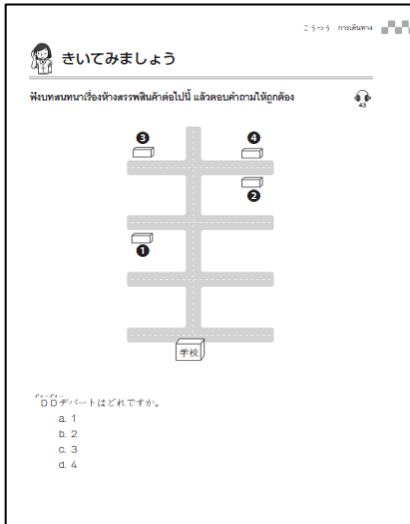 こうつう การเดินทาง
きいてみましょう
ฟังบทสนทนาเรื่องห้างสรรพสินค้าต่อไปนี้ แล้วตอบคำถามให้ถูกต้อง
43
❸ ❹
❷
❶
学校
ディーディー
DDデパートはどれですか。
a. 1
b. 2
c. 3
d. 4